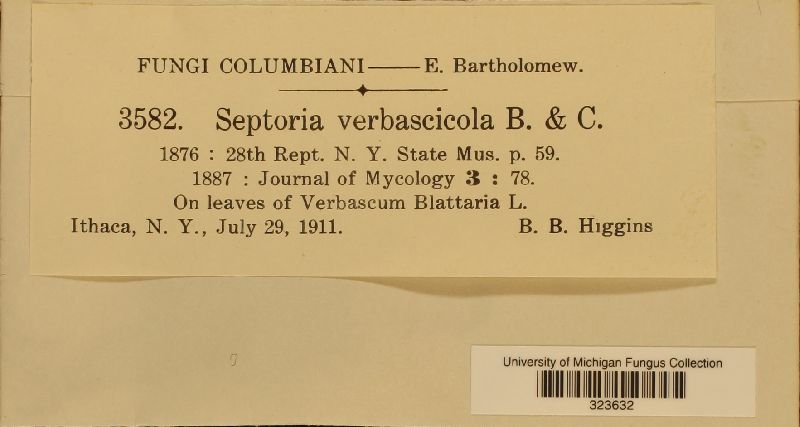 FUNGI COLUMBIANI——E. Bartholomew.
3582. Septoria verbascicola B. & C.
1876 : 28th Rept. N. Y. State Mus. p. 59.
1887 : Journal of Mycology 3 : 78.
On leaves of Verbascum Blattaria L.
Ithaca, N. Y., July 29, 1911. B. B. Higgins
University of Michigan Fungus Collection
323632